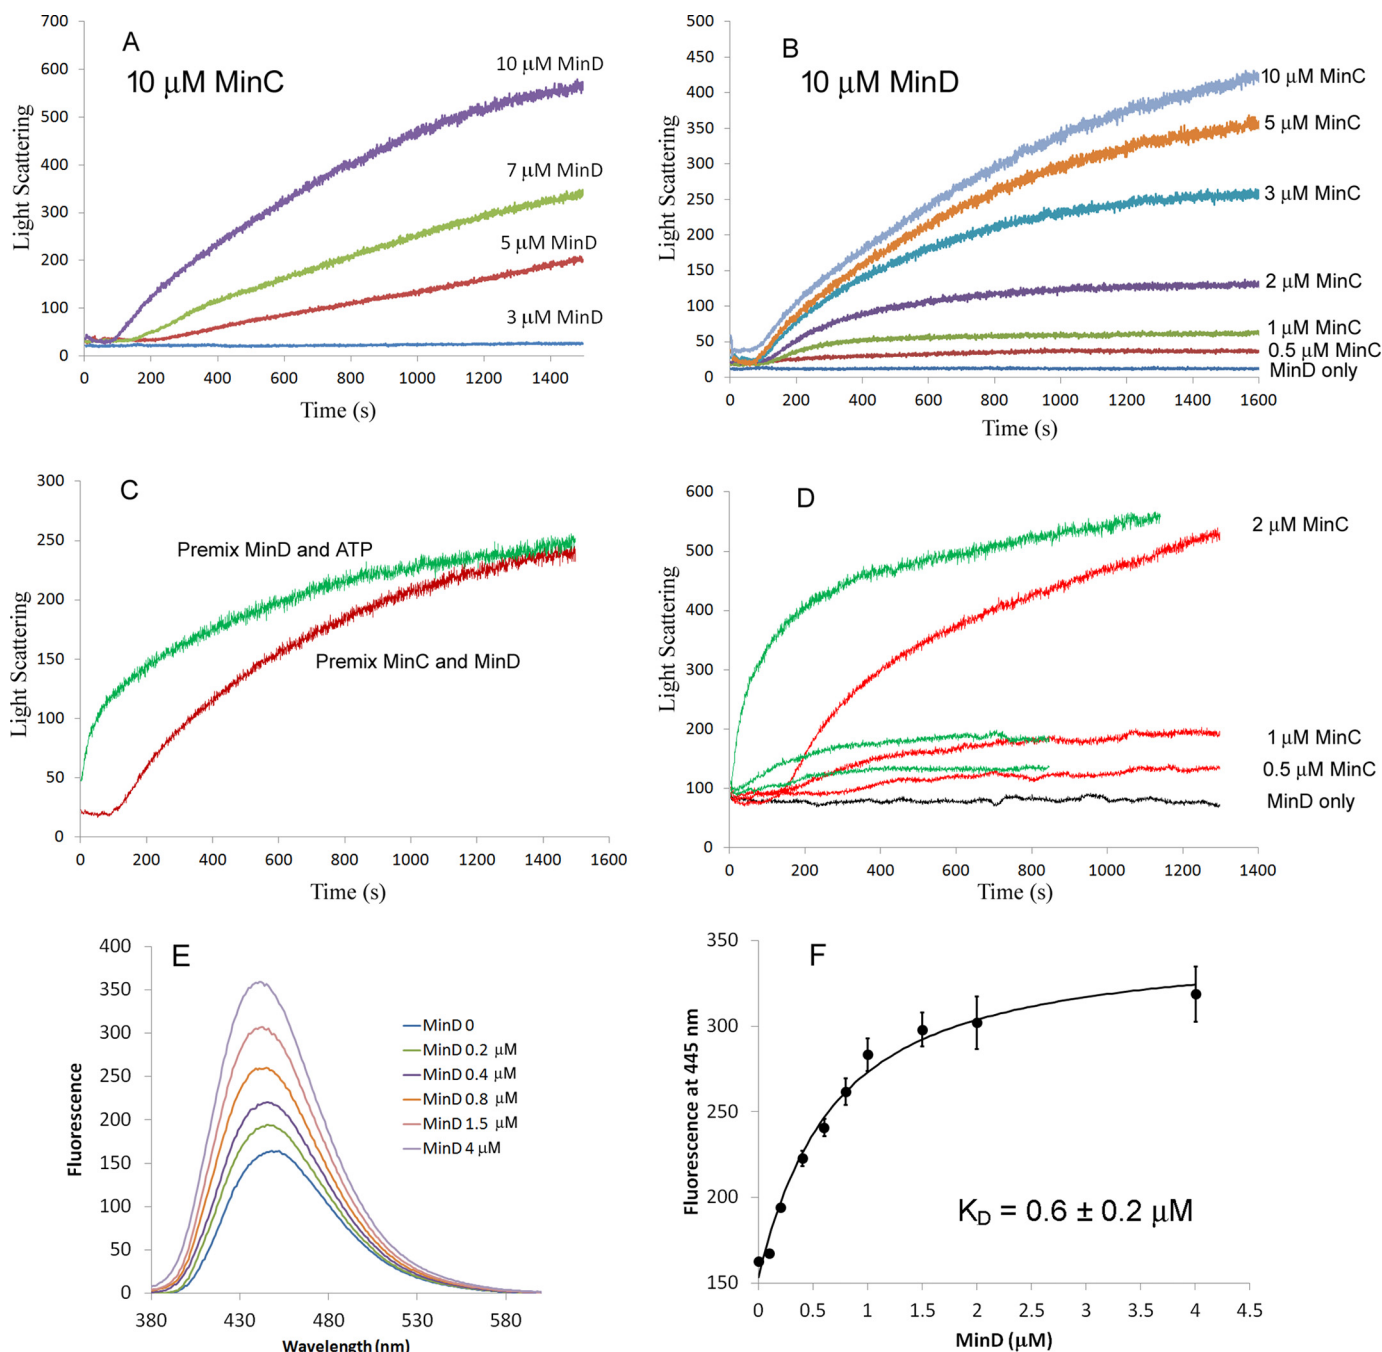 A
10 μM MinC
Light Scattering
700
600
500
400
300
200
100
0
10 μM MinD
7 μM MinD
5 μM MinD
3 μM MinD
0 200 400 600 800 1000 1200 1400
Time (s)
B
10 μM MinD
Light Scattering
500
450
400
350
300
250
200
150
100
50
0
10 μM MinC
5 μM MinC
3 μM MinC
2 μM MinC
1 μM MinC
0.5 μM MinC
MinD only
0 200 400 600 800 1000 1200 1400 1600
Time (s)
C
Light Scattering
300
250
200
150
100
50
0
Premix MinD and ATP
Premix MinC and MinD
0 200 400 600 800 1000 1200 1400 1600
Time (s)
D
Light Scattering
600
500
400
300
200
100
0
2 μM MinC
1 μM MinC
0.5 μM MinC
MinD only
0 200 400 600 800 1000 1200 1400
Time (s)
E
Fluorescence
400
350
300
250
200
150
100
50
0
MinD 0
MinD 0.2 μM
MinD 0.4 μM
MinD 0.8 μM
MinD 1.5 μM
MinD 4 μM
380 430 480 530 580
Wavelength (nm)
F
Fluorescence at 445 nm
350
300
250
200
150
K_D = 0.6 ± 0.2 μM
0 0.5 1 1.5 2 2.5 3 3.5 4 4.5
MinD (μM)